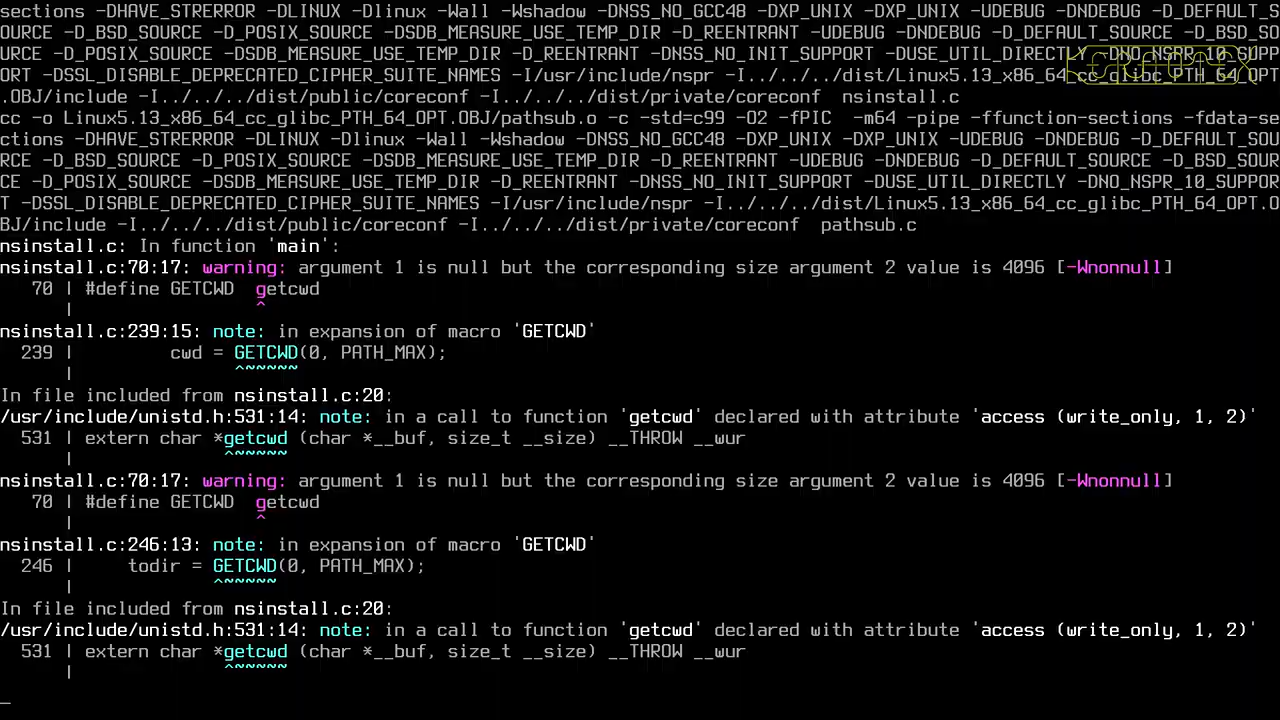 sections -DHAVE_STRERROR -DLINUX -Dlinux -Wall -Wshadow -DNSS_NO_GCC48 -DXP_UNIX -DXP_UNIX -UDEBUG -DNDEBUG -D_DEFAULT_S
OURCE -D_BSD_SOURCE -D_POSIX_SOURCE -DSDB_MEASURE_USE_TEMP_DIR -D_REENTRANT -UDEBUG -DNDEBUG -D_DEFAULT_SOURCE -D_BSD_SO
URCE -D_POSIX_SOURCE -DSDB_MEASURE_USE_TEMP_DIR -D_REENTRANT -DNSS_NO_INIT_SUPPORT -DUSE_UTIL_DIRECTLY -DNO_NSPR_10_SUPP
ORT -DSSL_DISABLE_DEPRECATED_CIPHER_SUITE_NAMES -I/usr/include/nspr -I../../../dist/Linux5.13_x86_64_cc_glibc_PTH_64_OPT
.OBJ/include -I../../../dist/public/coreconf -I../../../dist/private/coreconf  nsinstall.c
cc -o Linux5.13_x86_64_cc_glibc_PTH_64_OPT.OBJ/pathsub.o -c -std=c99 -O2 -fPIC  -m64 -pipe -ffunction-sections -fdata-se
ctions -DHAVE_STRERROR -DLINUX -Dlinux -Wall -Wshadow -DNSS_NO_GCC48 -DXP_UNIX -DXP_UNIX -UDEBUG -DNDEBUG -D_DEFAULT_SOU
RCE -D_BSD_SOURCE -D_POSIX_SOURCE -DSDB_MEASURE_USE_TEMP_DIR -D_REENTRANT -UDEBUG -DNDEBUG -D_DEFAULT_SOURCE -D_BSD_SOUR
CE -D_POSIX_SOURCE -DSDB_MEASURE_USE_TEMP_DIR -D_REENTRANT -DNSS_NO_INIT_SUPPORT -DUSE_UTIL_DIRECTLY -DNO_NSPR_10_SUPPOR
T -DSSL_DISABLE_DEPRECATED_CIPHER_SUITE_NAMES -I/usr/include/nspr -I../../../dist/Linux5.13_x86_64_cc_glibc_PTH_64_OPT.O
BJ/include -I../../../dist/public/coreconf -I../../../dist/private/coreconf  pathsub.c
nsinstall.c: In function 'main':
nsinstall.c:70:17: warning: argument 1 is null but the corresponding size argument 2 value is 4096 [-Wnonnull]
   70 | #define GETCWD  getcwd
      |                 ^
nsinstall.c:239:15: note: in expansion of macro 'GETCWD'
  239 |         cwd = GETCWD(0, PATH_MAX);
      |               ^~~~~~
In file included from nsinstall.c:20:
/usr/include/unistd.h:531:14: note: in a call to function 'getcwd' declared with attribute 'access (write_only, 1, 2)'
  531 | extern char *getcwd (char *__buf, size_t __size) __THROW __wur
      |              ^~~~~~
nsinstall.c:70:17: warning: argument 1 is null but the corresponding size argument 2 value is 4096 [-Wnonnull]
   70 | #define GETCWD  getcwd
      |                 ^
nsinstall.c:246:13: note: in expansion of macro 'GETCWD'
  246 |     todir = GETCWD(0, PATH_MAX);
      |             ^~~~~~
In file included from nsinstall.c:20:
/usr/include/unistd.h:531:14: note: in a call to function 'getcwd' declared with attribute 'access (write_only, 1, 2)'
  531 | extern char *getcwd (char *__buf, size_t __size) __THROW __wur
      |              ^~~~~~
      |